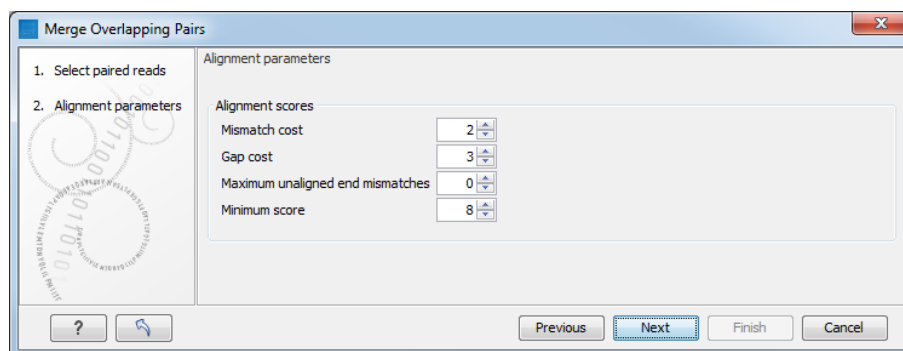 Merge Overlapping Pairs
1. Select paired reads
2. Alignment parameters
Alignment parameters
Alignment scores
Mismatch cost 2
Gap cost 3
Maximum unaligned end mismatches 0
Minimum score 8
? Previous Next Finish Cancel